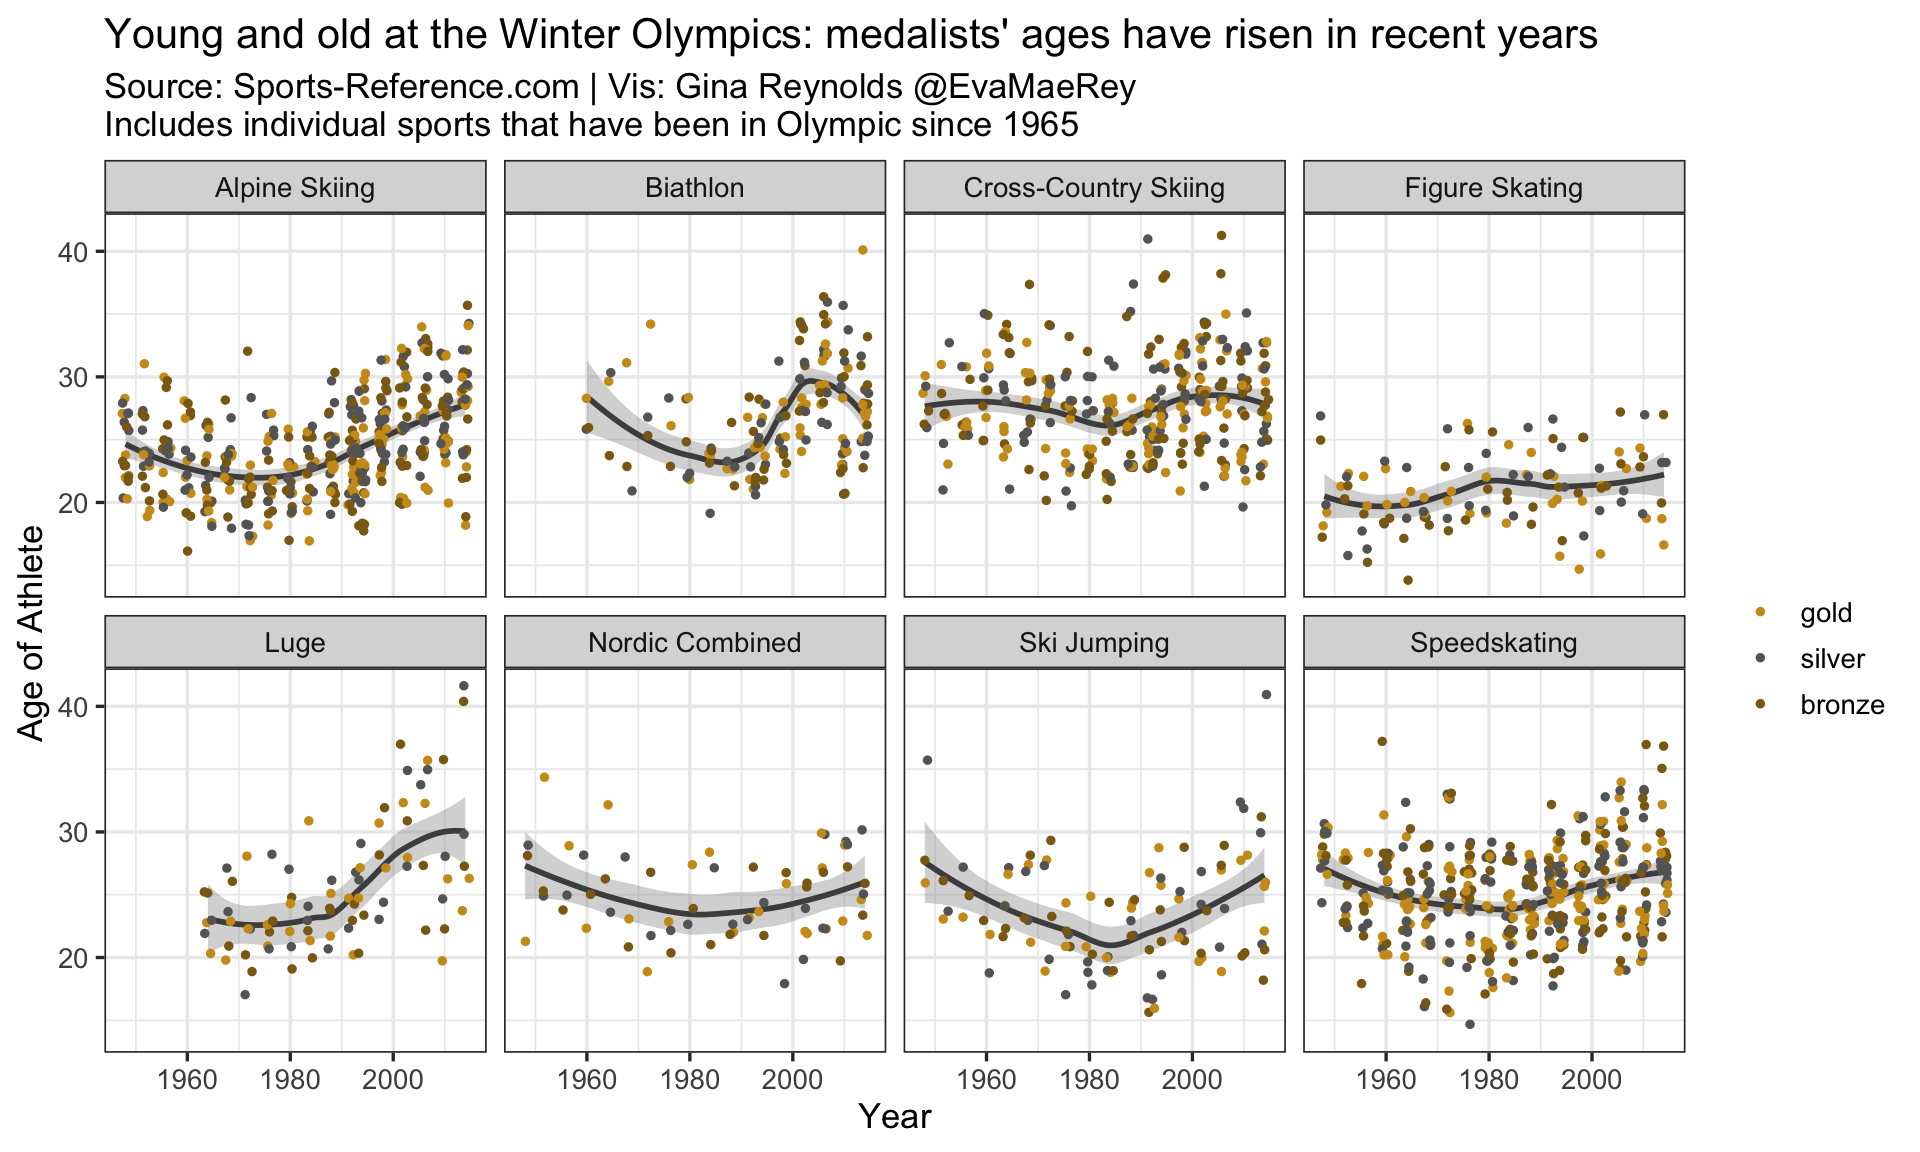 Young and old at the Winter Olympics: medalists' ages have risen in recent years
Source: Sports-Reference.com | Vis: Gina Reynolds @EvaMaeRey
Includes individual sports that have been in Olympic since 1965
Alpine Skiing
Biathlon
Cross-Country Skiing
Figure Skating
40
30
20
Luge
Nordic Combined
Ski Jumping
Speedskating
40
30
20
1960 1980 2000
1960 1980 2000
1960 1980 2000
1960 1980 2000
Year
Age of Athlete
gold
silver
bronze